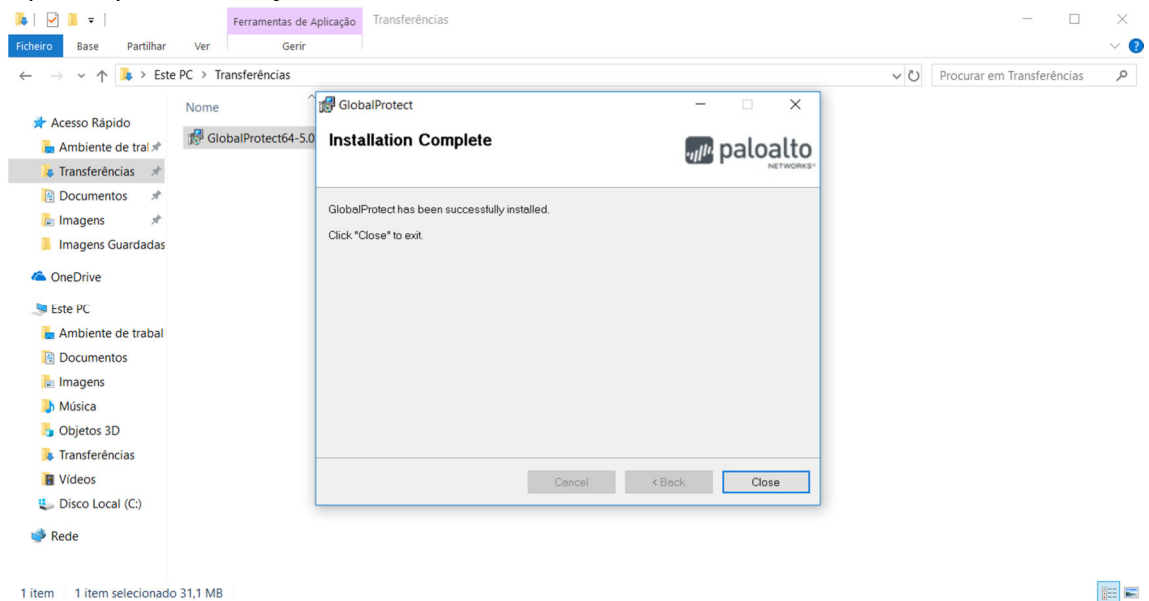 Ferramentas de Aplicação Transferências
Ficheiro Base Partilhar Ver Gerir
Este PC > Transferências
Procurar em Transferências
Nome
Acesso Rápido
Ambiente de tral
Transferências
Documentos
Imagens
Imagens Guardadas
OneDrive
Este PC
Ambiente de trabal
Documentos
Imagens
Música
Objetos 3D
Transferências
Vídeos
Disco Local (C:)
Rede
GlobalProtect64-5.0
GlobalProtect
Installation Complete
paloalto
NETWORKS®
GlobalProtect has been successfully installed.
Click "Close" to exit.
Cancel < Back Close
1 item 1 item selecionado 31,1 MB